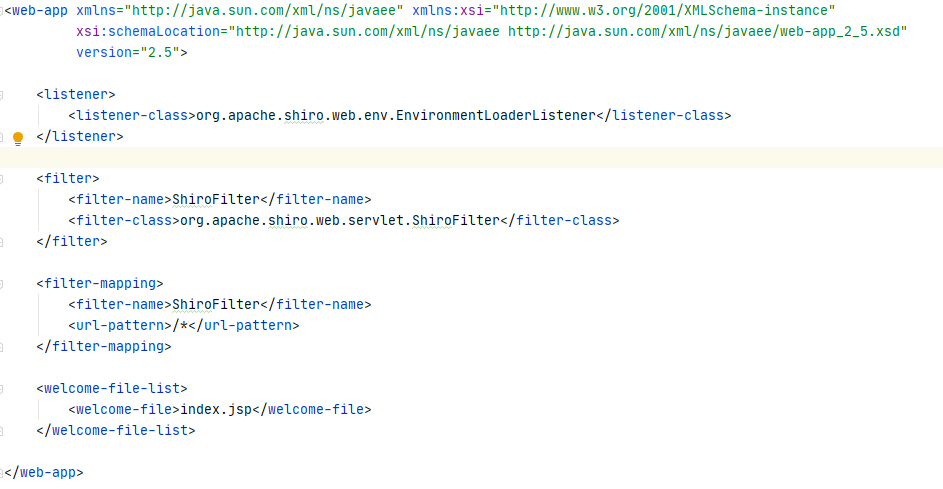 <web-app xmlns="http://java.sun.com/xml/ns/javaee" xmlns:xsi="http://www.w3.org/2001/XMLSchema-instance"
         xsi:schemaLocation="http://java.sun.com/xml/ns/javaee http://java.sun.com/xml/ns/javaee/web-app_2_5.xsd"
         version="2.5">
    <listener>
        <listener-class>org.apache.shiro.web.env.EnvironmentLoaderListener</listener-class>
    </listener>
    <filter>
        <filter-name>ShiroFilter</filter-name>
        <filter-class>org.apache.shiro.web.servlet.ShiroFilter</filter-class>
    </filter>
    <filter-mapping>
        <filter-name>ShiroFilter</filter-name>
        <url-pattern>/*</url-pattern>
    </filter-mapping>
    <welcome-file-list>
        <welcome-file>index.jsp</welcome-file>
    </welcome-file-list>
</web-app>